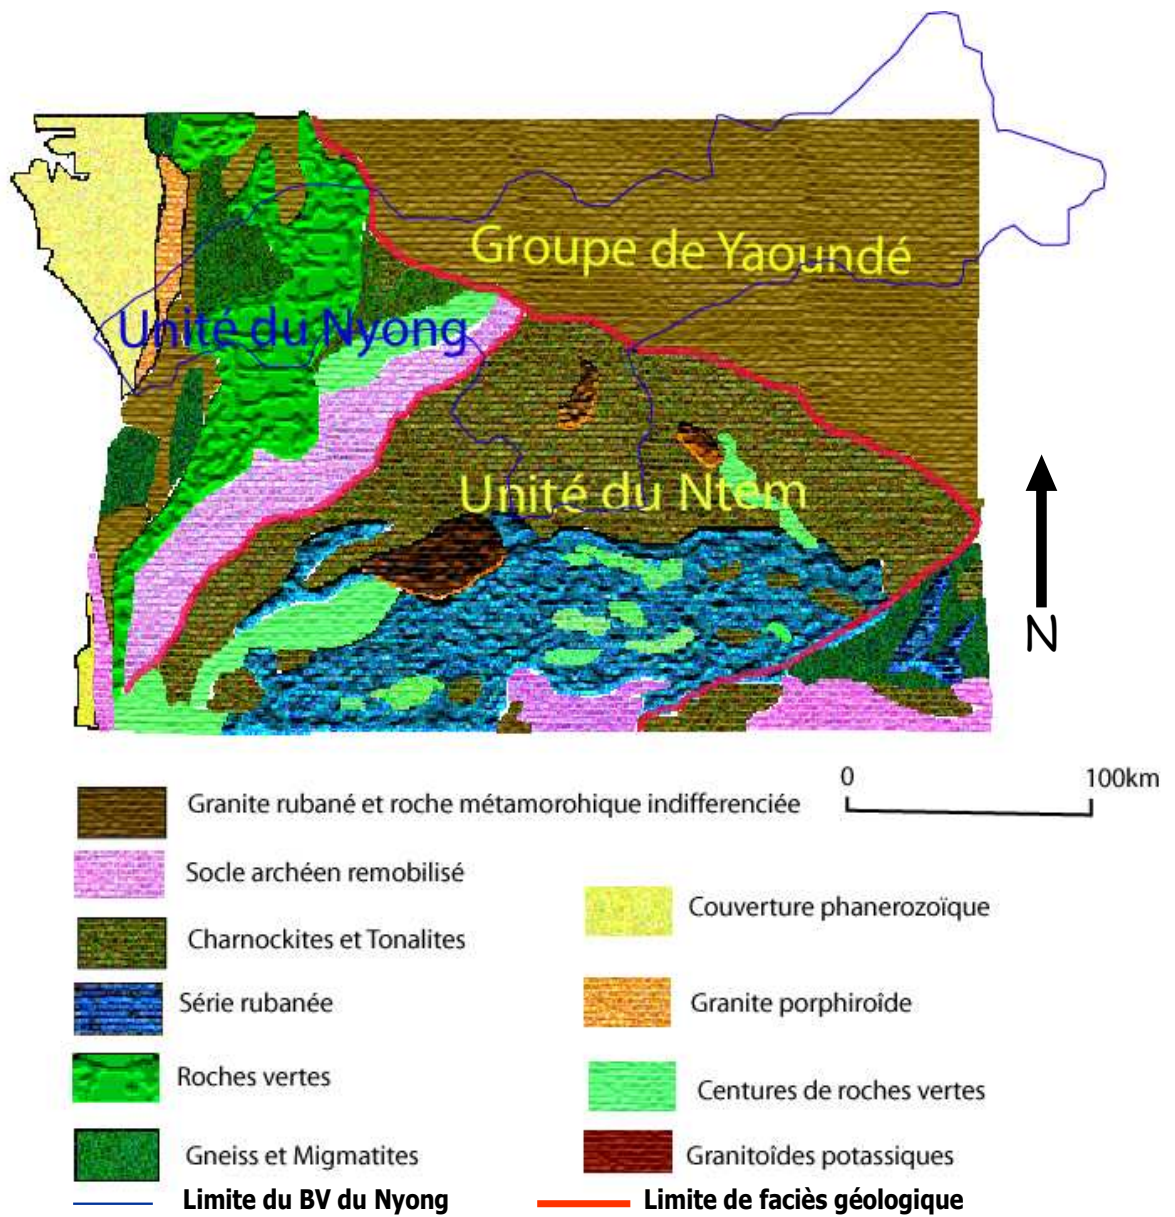 Groupe de Yaoundé
Unité du Nyong
Unité du Ntem
N
0 100km
Granite rubané et roche métamorohique indifferenciée
Socle archéen remobilisé
Couverture phanerozoïque
Charnockites et Tonalites
Série rubanée
Granite porphiroîde
Roches vertes
Centures de roches vertes
Gneiss et Migmatites
Granitoîdes potassiques
Limite du BV du Nyong
Limite de faciès géologique